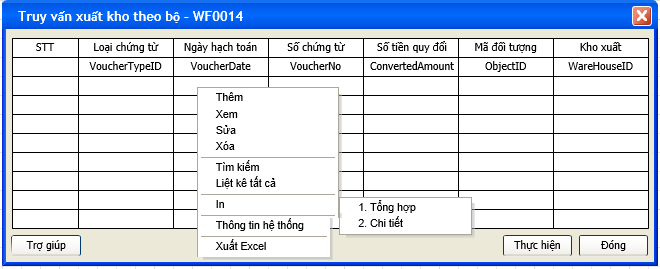 Truy vấn xuất kho theo bộ - WF0014
STT Loại chứng từ Ngày hạch toán Số chứng từ Số tiền quy đổi Mã đối tượng Kho xuất
VoucherTypeID VoucherDate VoucherNo ConvertedAmount ObjectID WareHouseID
Thêm
Xem
Sửa
Xóa
Tìm kiếm
Liệt kê tất cả
In
1. Tổng hợp
2. Chi tiết
Thông tin hệ thống
Xuất Excel
Trợ giúp Thực hiện Đóng